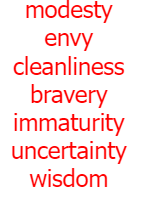 modesty
envy
cleanliness
bravery
immaturity
uncertainty
wisdom